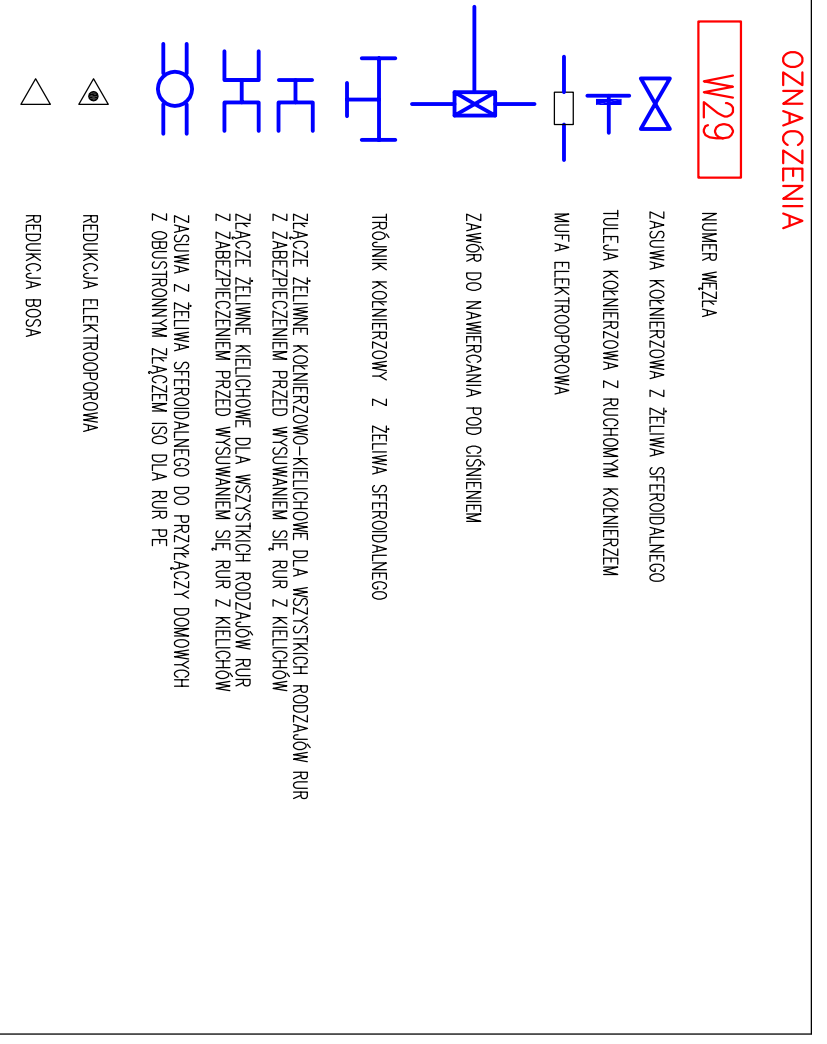 OZNACZENIA
W29
NUMER WĘZŁA
ZASUWA KOŁNIERZOWA Z ŻELIWA SFEROIDALNEGO
TULEJA KOŁNIERZOWA Z RUCHOMYM KOŁNIERZEM
MUFA ELEKTROOPOROWA
ZAWÓR DO NAWIERCANIA POD CIŚNIENIEM
TRÓJNIK KOŁNIERZOWY Z ŻELIWA SFEROIDALNEGO
ZŁĄCZE ŻELIWNE KOŁNIERZOWO-KIELICHOWE DLA WSZYSTKICH RODZAJÓW RUR
Z ZABEZPIECZENIEM PRZED WYSUWANIEM SIĘ RUR Z KIELICHÓW
ZŁĄCZE ŻELIWNE KIELICHOWE DLA WSZYSTKICH RODZAJÓW RUR
Z ZABEZPIECZENIEM PRZED WYSUWANIEM SIĘ RUR Z KIELICHÓW
ZASUWA Z ŻELIWA SFEROIDALNEGO DO PRZYŁĄCZY DOMOWYCH
Z OBUSTRONNYM ZŁĄCZEM ISO DLA RUR PE
REDUKCJA ELEKTROOPOROWA
REDUKCJA BOSA